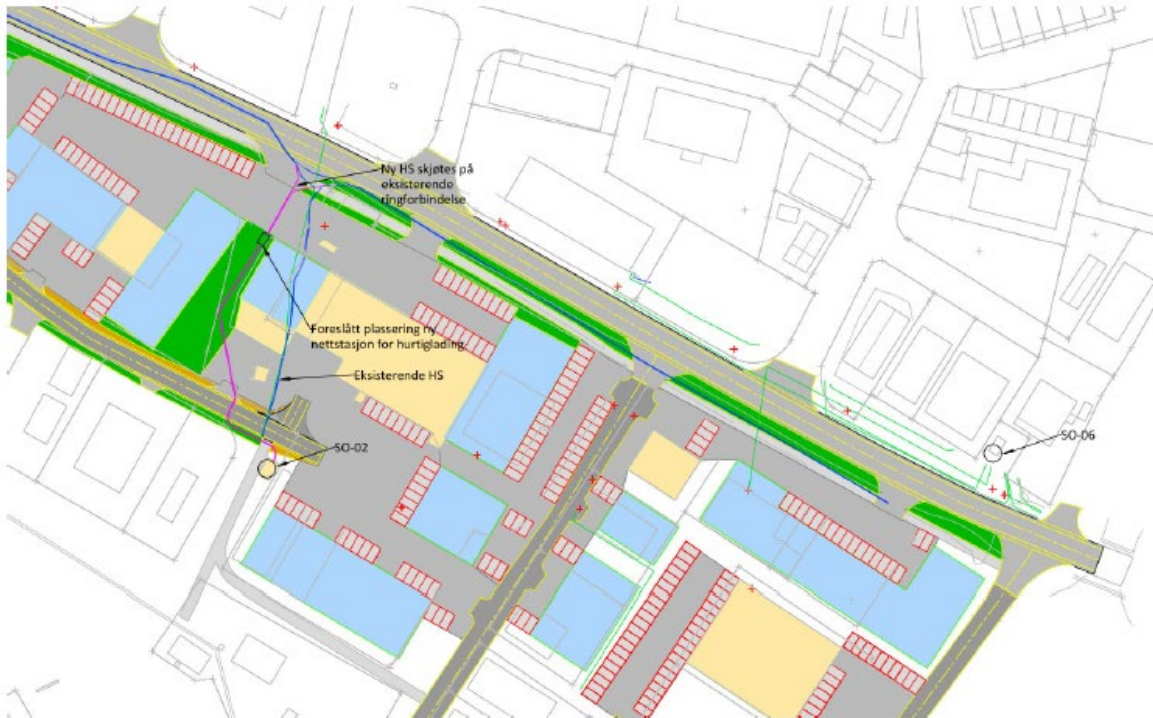 Ny HS skjøtes på
eksisterende
ringforbindelse
Foreslått plassering ny
nettstasjon for hurtiglading.
Eksisterende HS
SO-02
SO-06